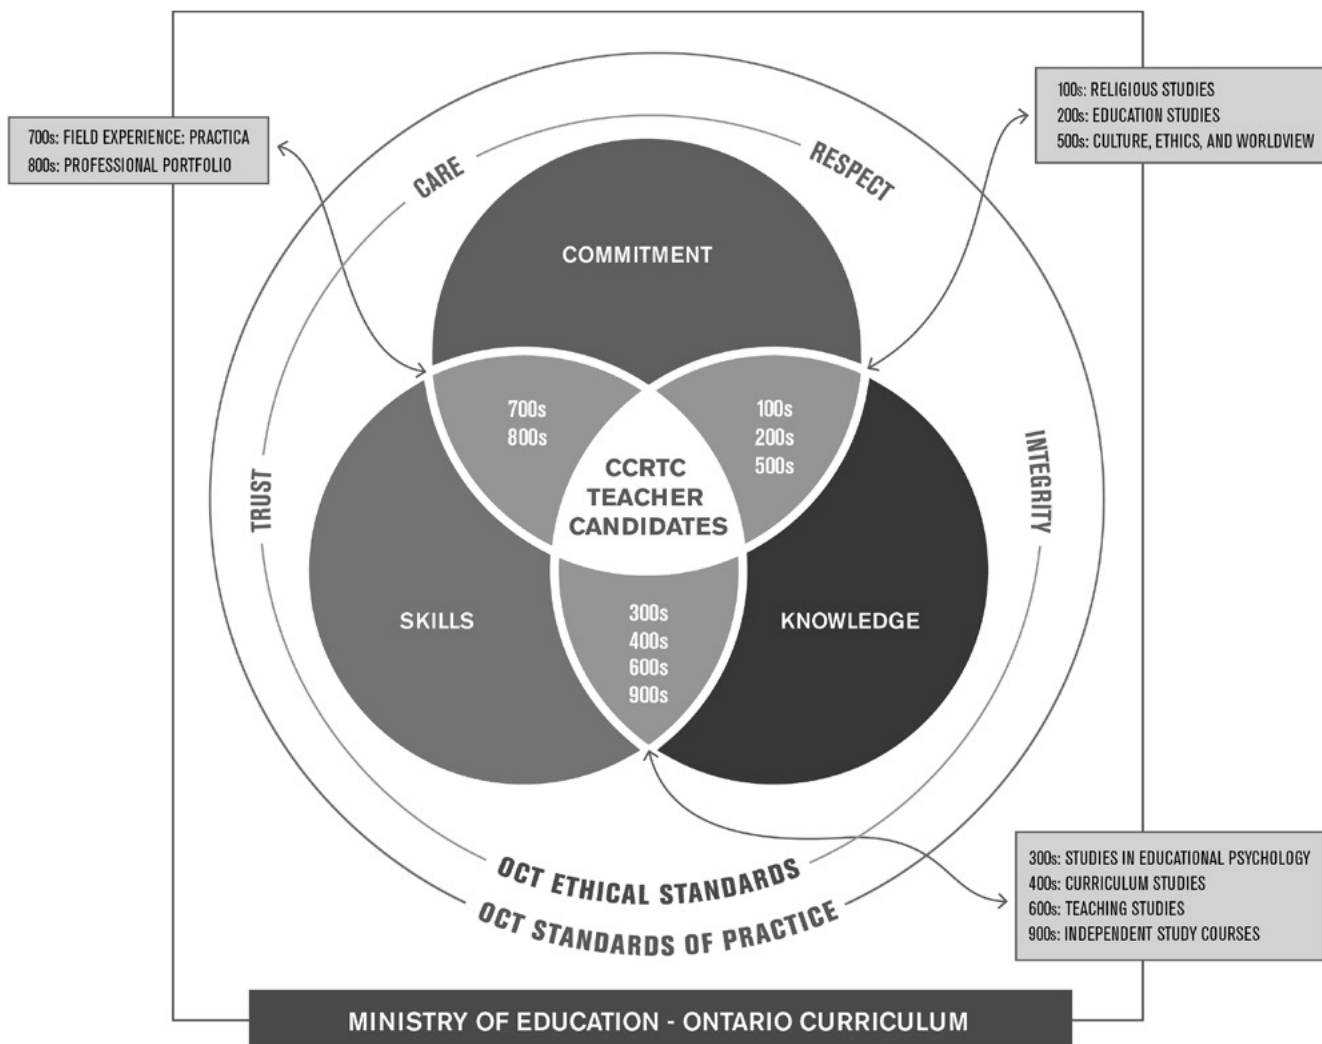 100s: RELIGIOUS STUDIES
200s: EDUCATION STUDIES
500s: CULTURE, ETHICS, AND WORLDVIEW
700s: FIELD EXPERIENCE: PRACTICA
800s: PROFESSIONAL PORTFOLIO
CARE
RESPECT
COMMITMENT
700s
800s
100s
200s
500s
CCRTC
TEACHER
CANDIDATES
TRUST
INTEGRITY
SKILLS
KNOWLEDGE
300s
400s
600s
900s
OCT ETHICAL STANDARDS
OCT STANDARDS OF PRACTICE
300s: STUDIES IN EDUCATIONAL PSYCHOLOGY
400s: CURRICULUM STUDIES
600s: TEACHING STUDIES
900s: INDEPENDENT STUDY COURSES
MINISTRY OF EDUCATION - ONTARIO CURRICULUM